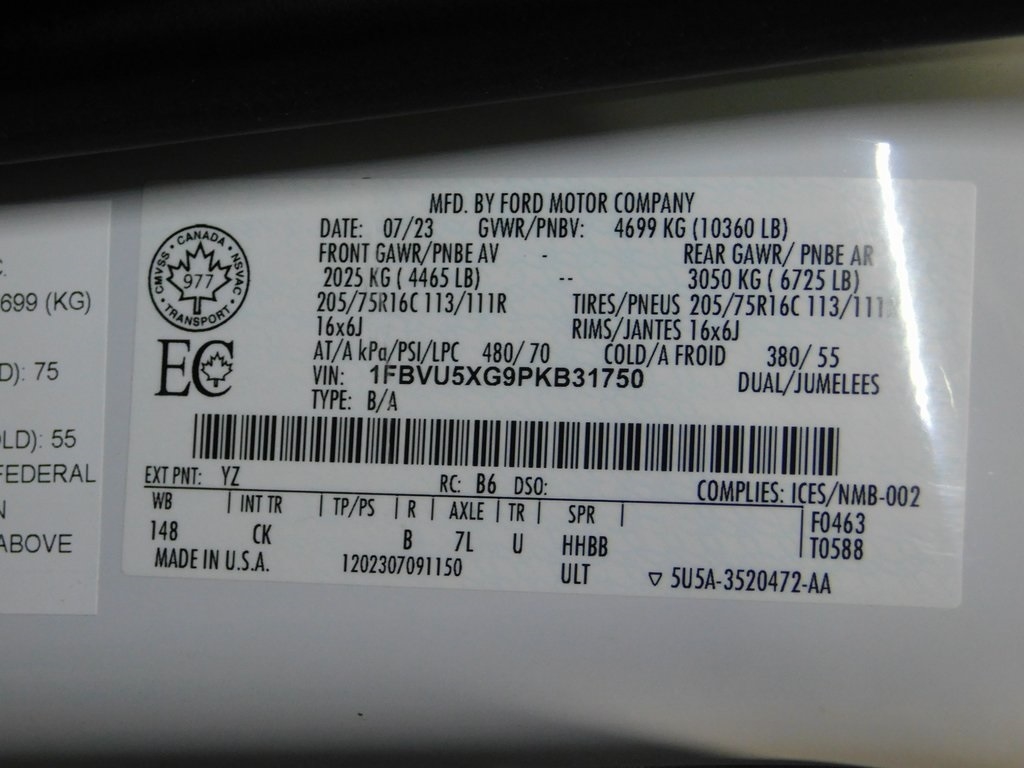 MFD. BY FORD MOTOR COMPANY
DATE: 07/23 GVWR/PNBV: 4699 KG (10360 LB)
FRONT GAWR/PNBE AV - REAR GAWR/ PNBE AR
2025 KG ( 4465 LB) -- 3050 KG ( 6725 LB)
205/75R16C 113/111R TIRES/PNEUS 205/75R16C 113/111
16x6J RIMS/JANTES 16x6J
AT/A kPa/PSI/LPC 480/ 70 COLD/A FROID 380/ 55
VIN: 1FBVU5XG9PKB31750 DUAL/JUMELEES
TYPE: B/A
CANADA
CMVSS • NSVAC
977
TRANSPORT
EC
EXT PNT: YZ RC: B6 DSO: COMPLIES: ICES/NMB-002
WB | INT TR | TP/PS | R | AXLE | TR | SPR | F0463
148 CK B 7L U HHBB T0588
MADE IN U.S.A. 1202307091150 ULT ▽ 5U5A-3520472-AA
699 (KG)
D): 75
OLD): 55
FEDERAL
N
ABOVE